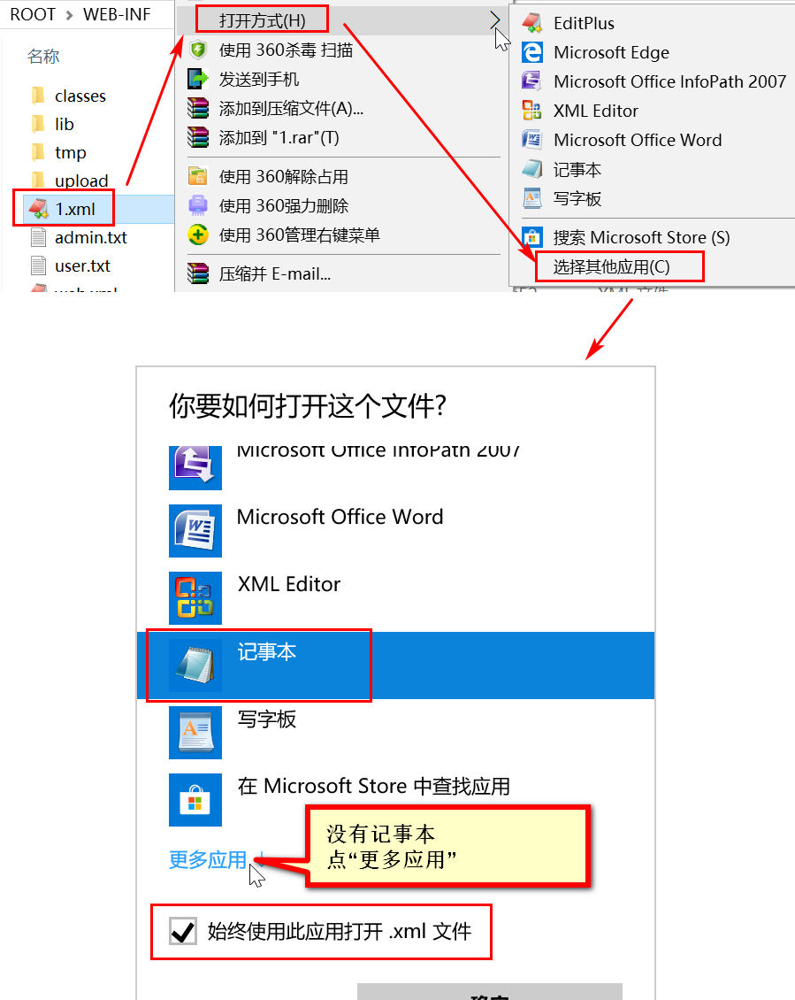 ROOT > WEB-INF
名称
classes
lib
tmp
upload
1.xml
admin.txt
user.txt
web.xml
打开方式(H)
使用 360杀毒 扫描
发送到手机
添加到压缩文件(A)...
添加到 "1.rar"(T)
使用 360解除占用
使用 360强力删除
使用 360管理右键菜单
压缩并 E-mail...
EditPlus
Microsoft Edge
Microsoft Office InfoPath 2007
XML Editor
Microsoft Office Word
记事本
写字板
搜索 Microsoft Store (S)
选择其他应用(C)
XML 文件
你要如何打开这个文件?
Microsoft Office InfoPath 2007
Microsoft Office Word
XML Editor
记事本
写字板
在 Microsoft Store 中查找应用
更多应用 ↓
没有记事本
点“更多应用”
始终使用此应用打开 .xml 文件
确定